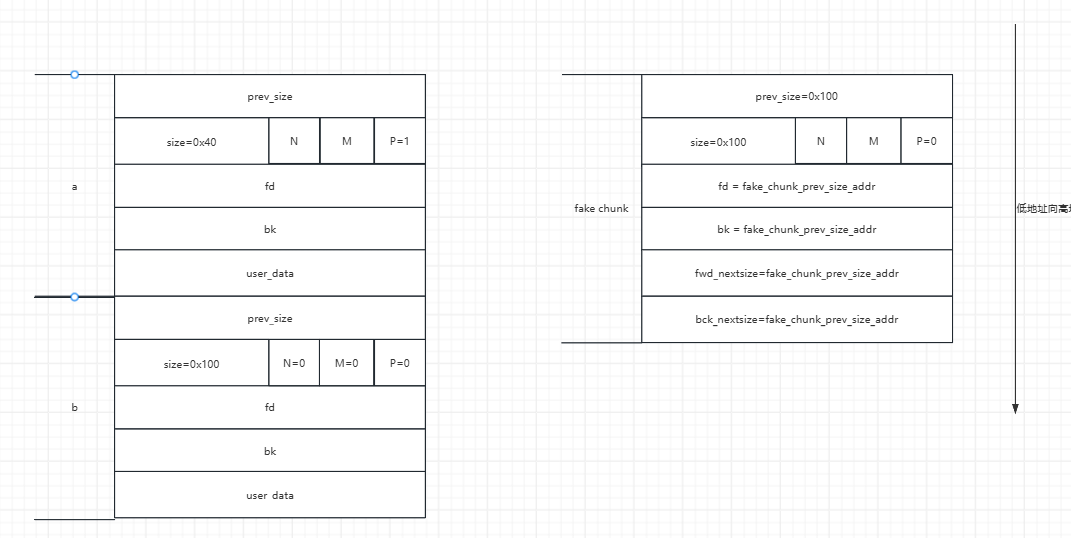 prev_size
size=0x40
N
M
P=1
a
fd
bk
user_data
prev_size
size=0x100
N=0
M=0
P=0
b
fd
bk
user data
prev_size=0x100
size=0x100
N
M
P=0
fake chunk
fd = fake_chunk_prev_size_addr
bk = fake_chunk_prev_size_addr
fwd_nextsize=fake_chunk_prev_size_addr
bck_nextsize=fake_chunk_prev_size_addr
低地址向高